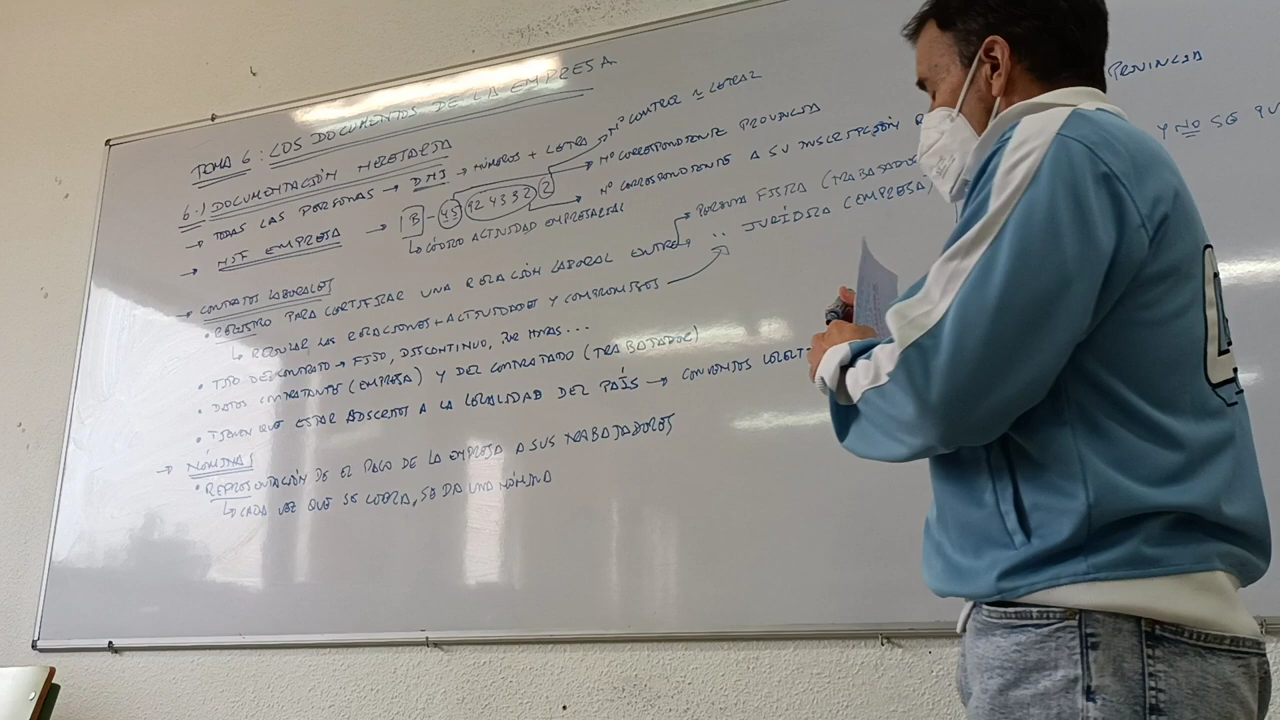 TEMA 6: LOS DOCUMENTOS DE LA EMPRESA
6.1 DOCUMENTACIÓN
→ TODAS LAS PERSONAS → DNI → NÚMEROS + LETRA
→ NIF EMPRESA → B - 45 924332 2 → Nº CONTROL LETRA
→ Nº CORRESPONDIENTE PROVINCIA
→ Nº CORRESPONDIENTE A SU INSCRIPCIÓN
PROVINCIA
Y NO SE
↳ CÓDIGO ACTIVIDAD EMPRESARIAL
→ CONTRATOS LABORALES
• REGISTRO PARA CERTIFICAR UNA RELACIÓN LABORAL ENTRE → PERSONA FÍSICA (TRABAJADOR
" JURÍDICA (EMPRESA)
↳ REGULAR LAS RELACIONES + ACTIVIDADES Y COMPROMISOS
• TIPO DE CONTRATO → FIJO, DISCONTINUO, POR HORAS...
• DATOS CONTRATANTE (EMPRESA) Y DEL CONTRATADO (TRABAJADOR)
• TIENEN QUE ESTAR ADSCRITOS A LA LOCALIDAD DEL PAÍS → CONVENIOS
→ NÓMINAS
• REPRESENTACIÓN DE EL PAGO DE LA EMPRESA A SUS TRABAJADORES
↳ CADA VEZ QUE SE COBRA, SE DA UNA NÓMINA